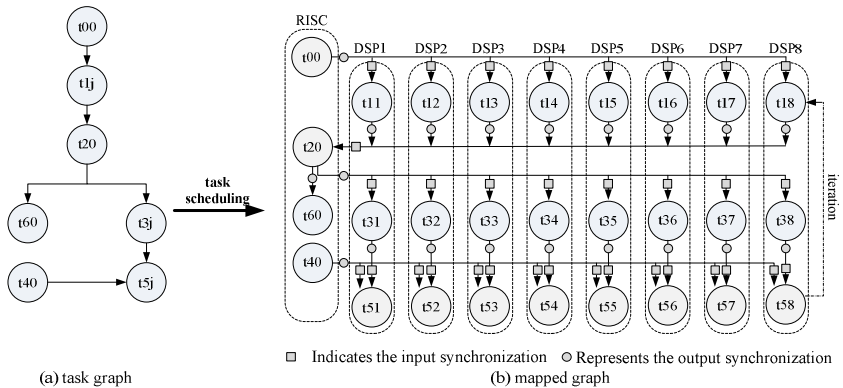 RISC
DSP1 DSP2 DSP3 DSP4 DSP5 DSP6 DSP7 DSP8
t00
t1j
t20
t60 t3j
t40 t5j
task
scheduling
t00
t11 t12 t13 t14 t15 t16 t17 t18
t20
t60
t31 t32 t33 t34 t35 t36 t37 t38
t40
t51 t52 t53 t54 t55 t56 t57 t58
iteration
Indicates the input synchronization Represents the output synchronization
(a) task graph (b) mapped graph